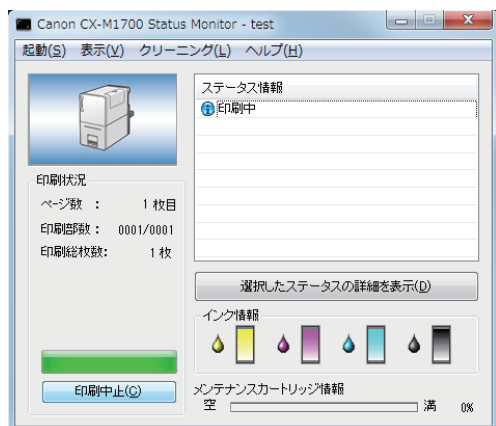 Canon CX-M1700 Status Monitor - test
起動(S) 表示(V) クリーニング(L) ヘルプ(H)
ステータス情報
印刷中
印刷状況
ページ数 : 1 枚目
印刷部数 : 0001/0001
印刷総枚数: 1 枚
選択したステータスの詳細を表示(D)
インク情報
印刷中止(C)
メンテナンスカートリッジ情報
空 満 0%